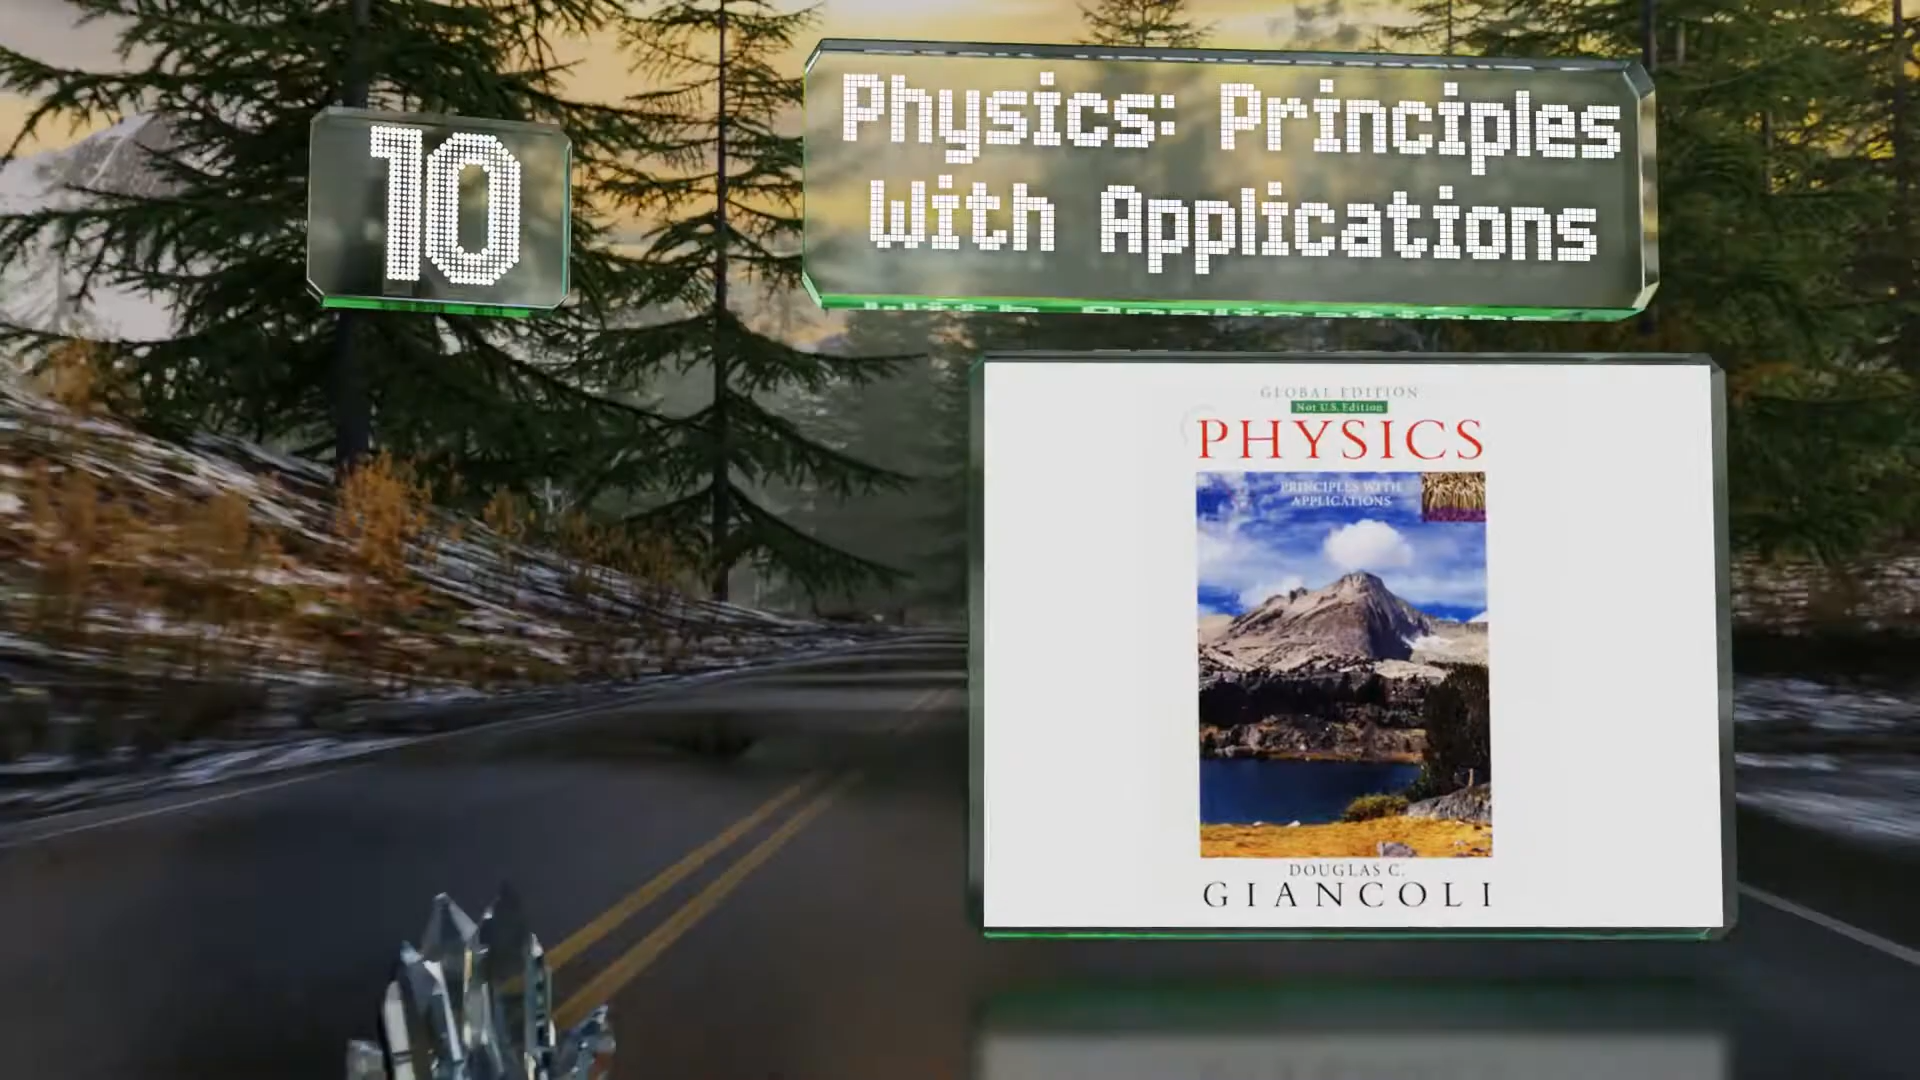 10
Physics: Principles
With Applications
GLOBAL EDITION
Not U.S. Edition
PHYSICS
PRINCIPLES WITH
APPLICATIONS
DOUGLAS C.
GIANCOLI